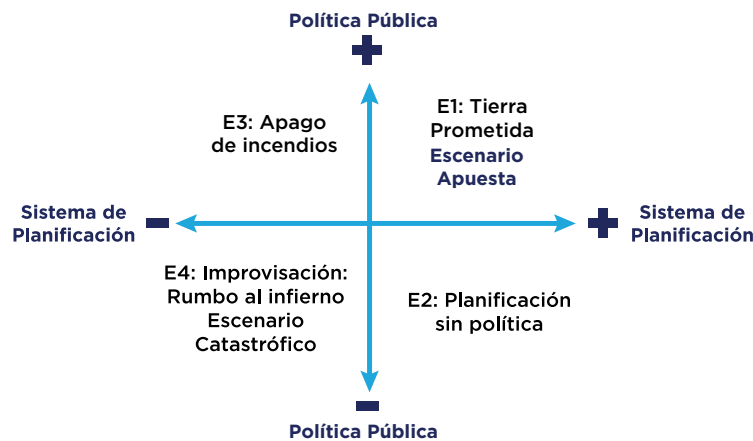 Política Pública
+
E3: Apago
de incendios
E1: Tierra
Prometida
Escenario
Apuesta
Sistema de
Planificación
-
+
Sistema de
Planificación
E4: Improvisación:
Rumbo al infierno
Escenario
Catastrófico
E2: Planificación
sin política
-
Política Pública